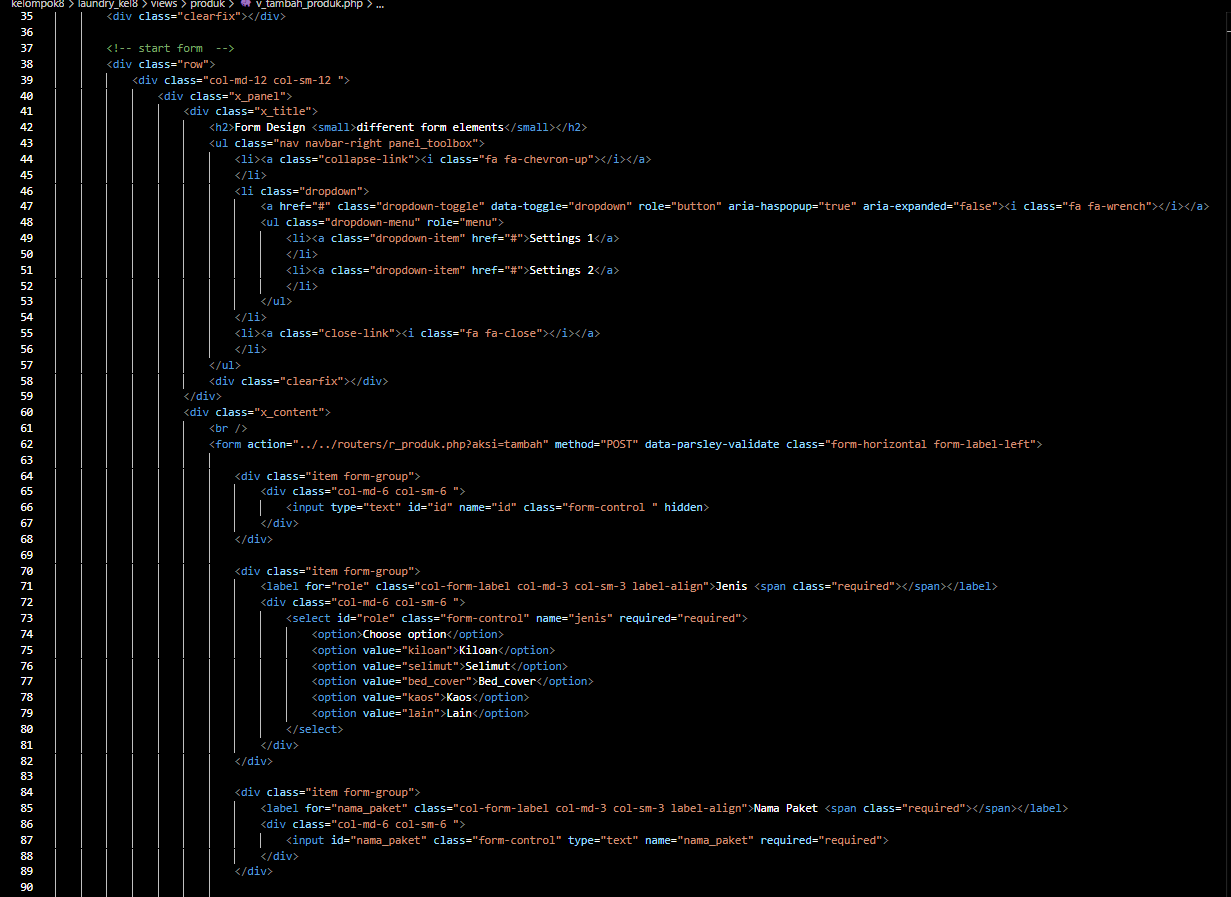 kelompok8 > laundry_kel8 > views > produk > v_tambah_produk.php > ...
35 <div class="clearfix"></div>
36
37 <!-- start form  -->
38 <div class="row">
39 <div class="col-md-12 col-sm-12 ">
40 <div class="x_panel">
41 <div class="x_title">
42 <h2>Form Design <small>different form elements</small></h2>
43 <ul class="nav navbar-right panel_toolbox">
44 <li><a class="collapse-link"><i class="fa fa-chevron-up"></i></a>
45 </li>
46 <li class="dropdown">
47 <a href="#" class="dropdown-toggle" data-toggle="dropdown" role="button" aria-haspopup="true" aria-expanded="false"><i class="fa fa-wrench"></i></a>
48 <ul class="dropdown-menu" role="menu">
49 <li><a class="dropdown-item" href="#">Settings 1</a>
50 </li>
51 <li><a class="dropdown-item" href="#">Settings 2</a>
52 </li>
53 </ul>
54 </li>
55 <li><a class="close-link"><i class="fa fa-close"></i></a>
56 </li>
57 </ul>
58 <div class="clearfix"></div>
59 </div>
60 <div class="x_content">
61 <br />
62 <form action="../../routers/r_produk.php?aksi=tambah" method="POST" data-parsley-validate class="form-horizontal form-label-left">
63
64 <div class="item form-group">
65 <div class="col-md-6 col-sm-6 ">
66 <input type="text" id="id" name="id" class="form-control " hidden>
67 </div>
68 </div>
69
70 <div class="item form-group">
71 <label for="role" class="col-form-label col-md-3 col-sm-3 label-align">Jenis <span class="required"></span></label>
72 <div class="col-md-6 col-sm-6 ">
73 <select id="role" class="form-control" name="jenis" required="required">
74 <option>Choose option</option>
75 <option value="kiloan">Kiloan</option>
76 <option value="selimut">Selimut</option>
77 <option value="bed_cover">Bed_cover</option>
78 <option value="kaos">Kaos</option>
79 <option value="lain">Lain</option>
80 </select>
81 </div>
82 </div>
83
84 <div class="item form-group">
85 <label for="nama_paket" class="col-form-label col-md-3 col-sm-3 label-align">Nama Paket <span class="required"></span></label>
86 <div class="col-md-6 col-sm-6 ">
87 <input id="nama_paket" class="form-control" type="text" name="nama_paket" required="required">
88 </div>
89 </div>
90